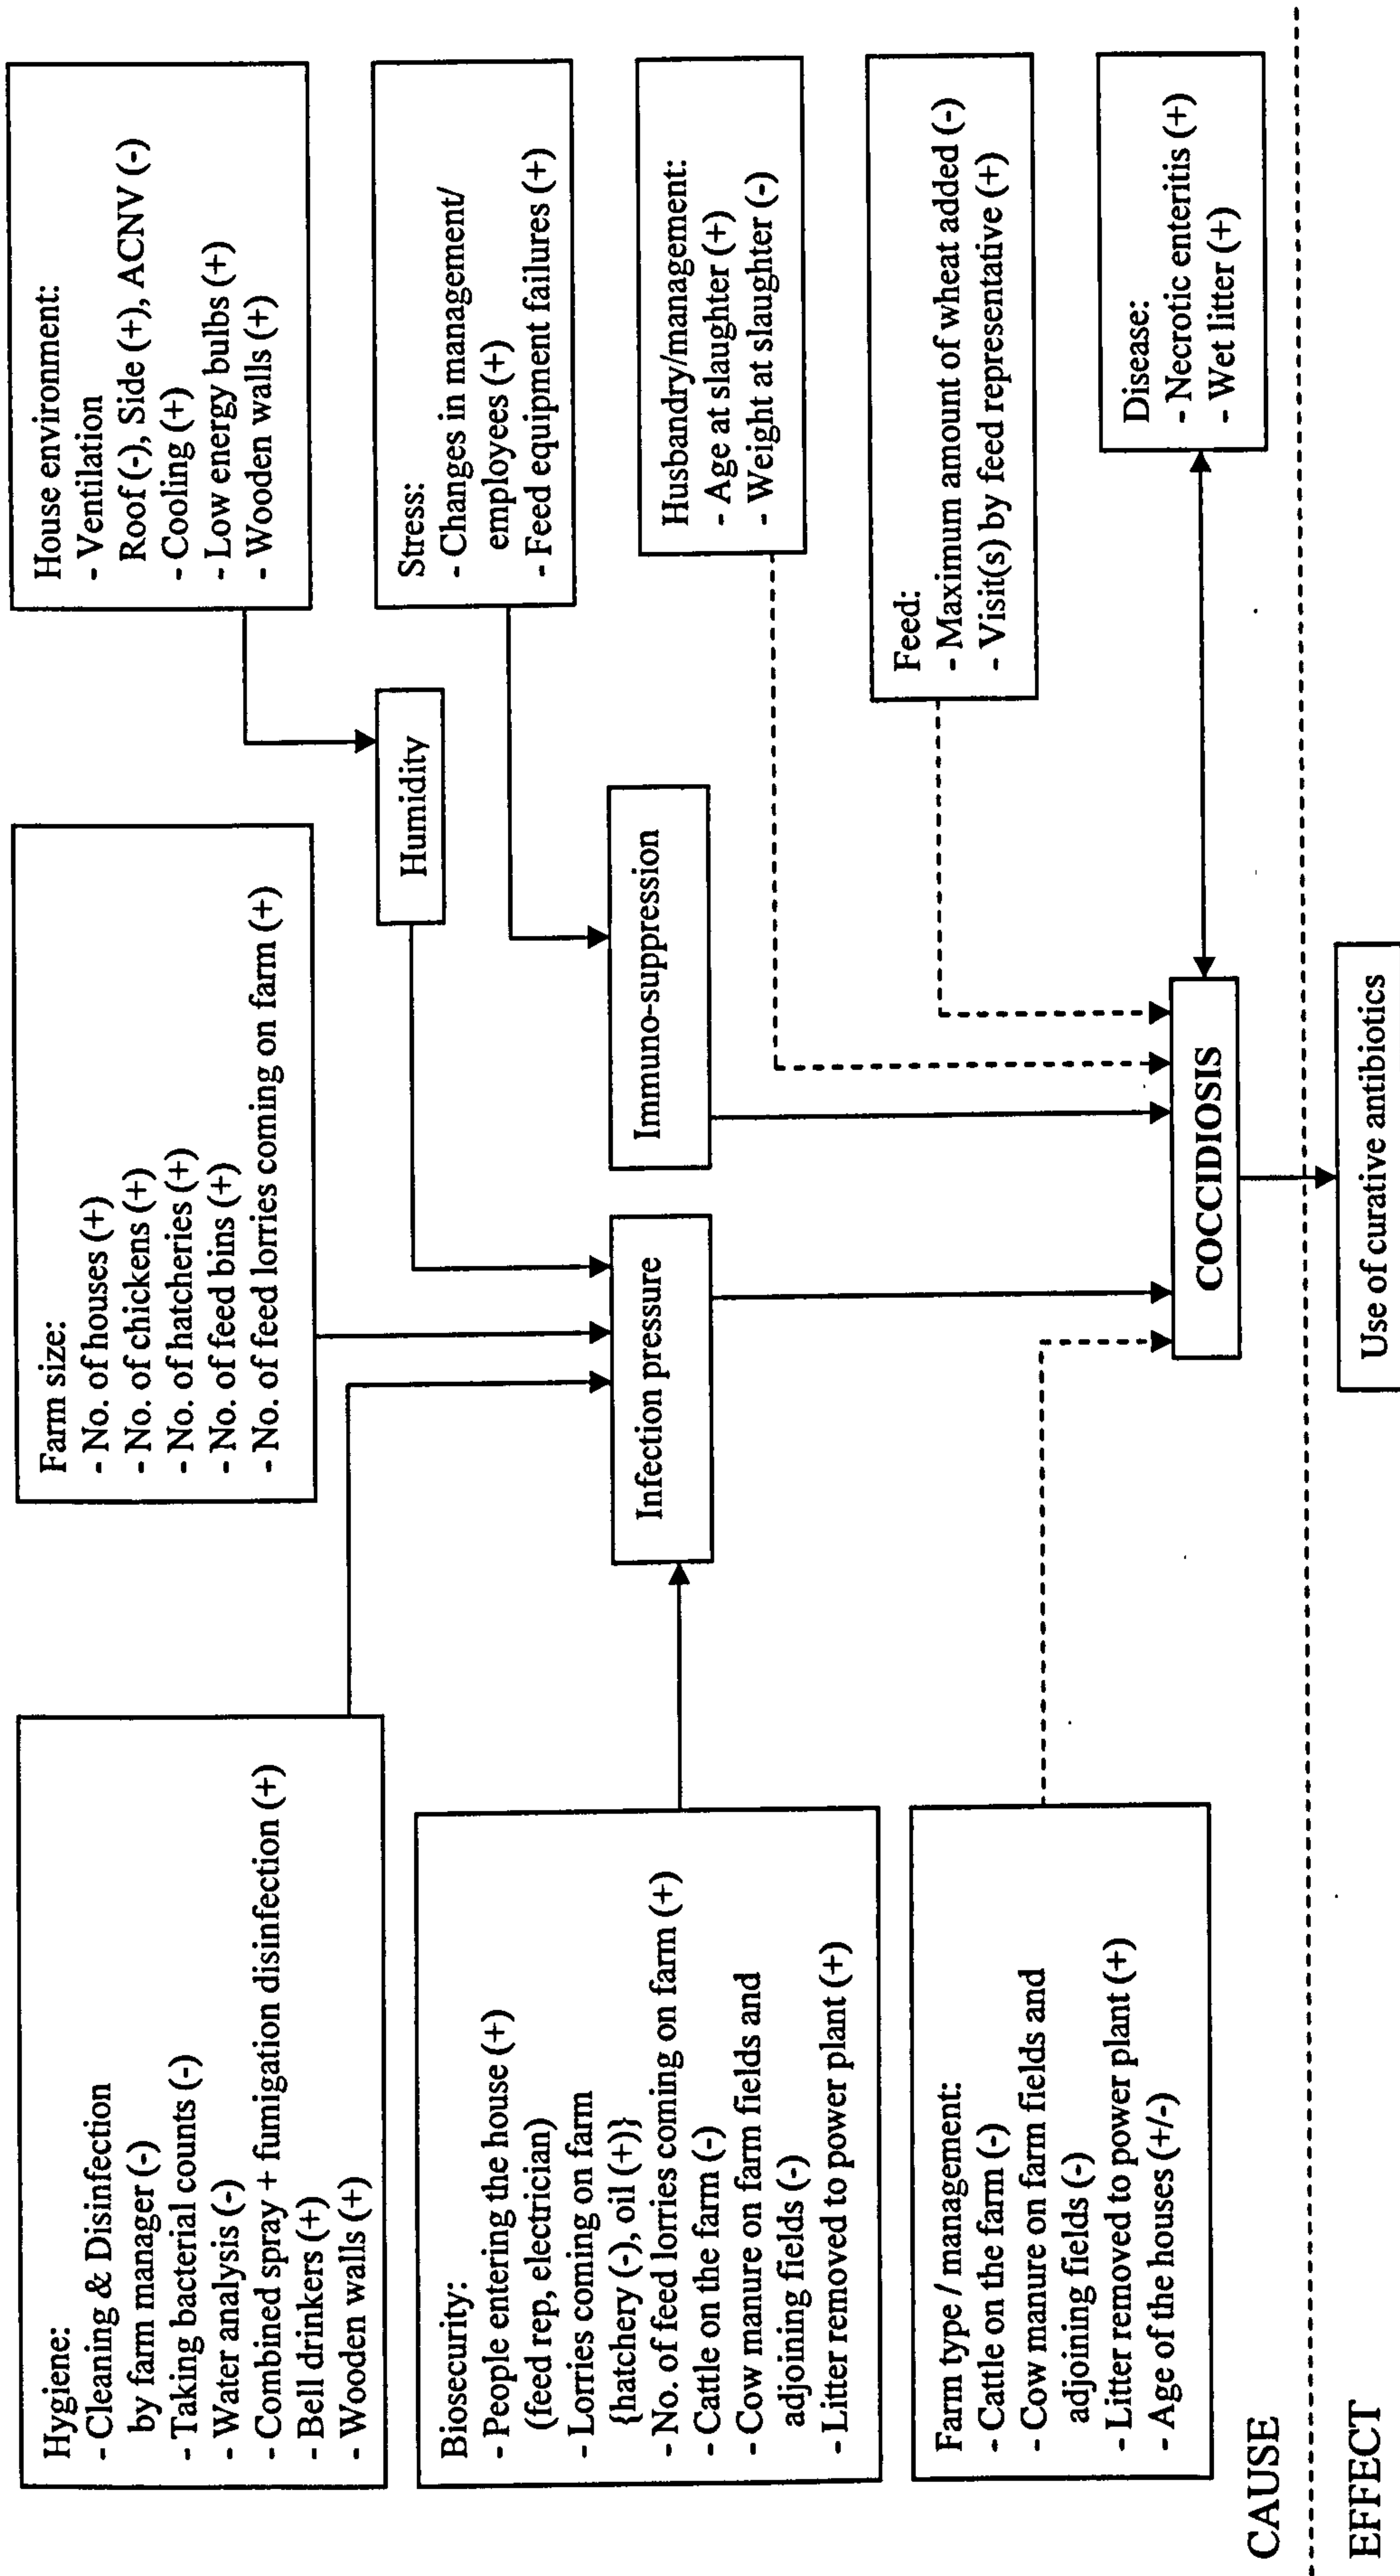 Hygiene:
- Cleaning & Disinfection
by farm manager (-)
- Taking bacterial counts (-)
- Water analysis (-)
- Combined spray + fumigation disinfection (+)
- Bell drinkers (+)
- Wooden walls (+)
Farm size:
- No. of houses (+)
- No. of chickens (+)
- No. of hatcheries (+)
- No. of feed bins (+)
- No. of feed lorries coming on farm (+)
House environment:
- Ventilation
Roof (-), Side (+), ACNV (-)
- Cooling (+)
- Low energy bulbs (+)
- Wooden walls (+)
Humidity
Stress:
- Changes in management/
employees (+)
- Feed equipment failures (+)
Biosecurity:
- People entering the house (+)
(feed rep, electrician)
- Lorries coming on farm
{hatchery (-), oil (+)}
- No. of feed lorries coming on farm (+)
- Cattle on the farm (-)
- Cow manure on farm fields and
adjoining fields (-)
- Litter removed to power plant (+)
Infection pressure
Immuno-suppression
Husbandry/management:
- Age at slaughter (+)
- Weight at slaughter (-)
Farm type / management:
- Cattle on the farm (-)
- Cow manure on farm fields and
adjoining fields (-)
- Litter removed to power plant (+)
- Age of the houses (+/-)
Feed:
- Maximum amount of wheat added (-)
- Visit(s) by feed representative (+)
COCCIDIOSIS
Disease:
- Necrotic enteritis (+)
- Wet litter (+)
CAUSE
EFFECT
Use of curative antibiotics